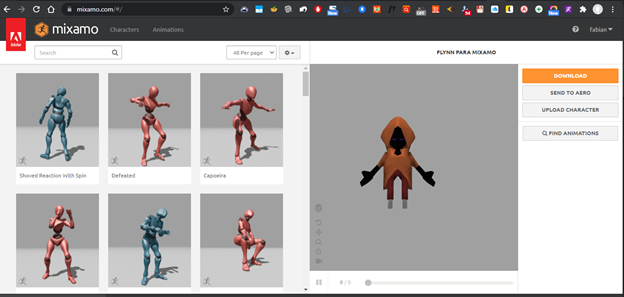 mixamo.com/#/
Adobe
mixamo
Characters
Animations
fabian
Search
48 Per page
FLYNN PARA MIXAMO
DOWNLOAD
SEND TO AERO
UPLOAD CHARACTER
FIND ANIMATIONS
Shoved Reaction With Spin
Defeated
Capoeira
0 / 0